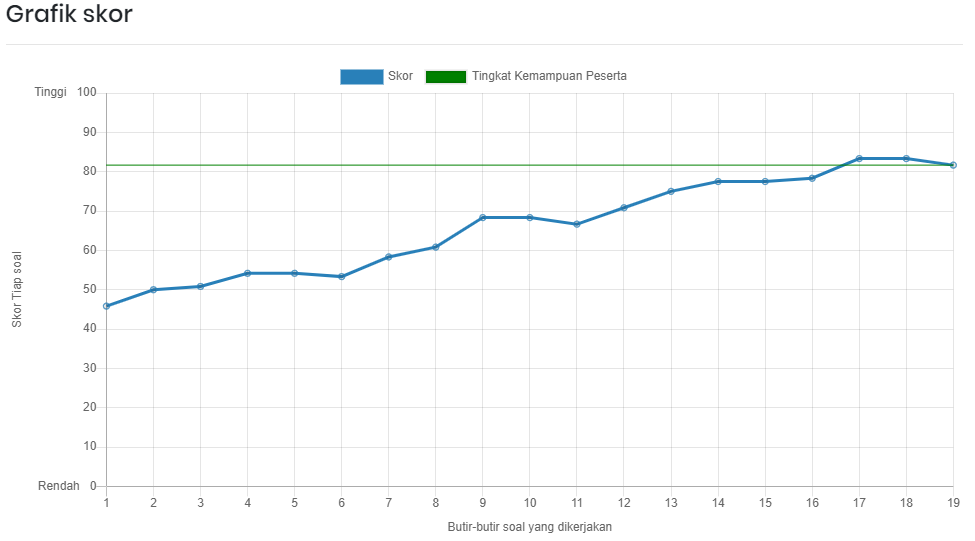 Grafik skor
Skor Tingkat Kemampuan Peserta
Tinggi 100
90
80
70
60
50
40
30
20
10
Rendah 0
Skor Tiap soal
1 2 3 4 5 6 7 8 9 10 11 12 13 14 15 16 17 18 19
Butir-butir soal yang dikerjakan